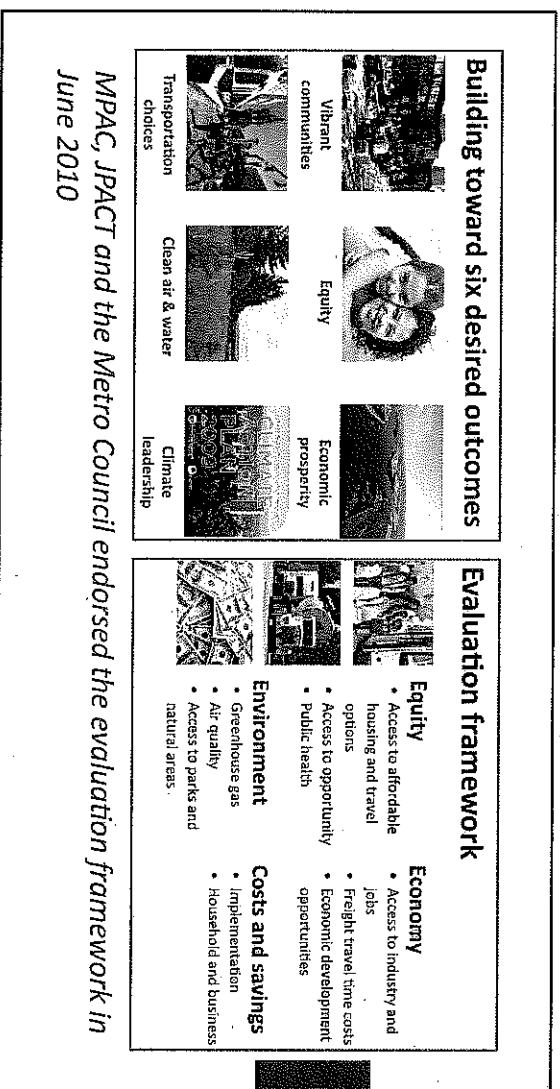 Building toward six desired outcomes
Vibrant
communities
Equity
Economic
prosperity
Transportation
choices
Clean air & water
CLIMATE
ACTION
PLAN
2009
Climate
leadership
Evaluation framework
Equity
• Access to affordable
housing and travel
options
• Access to opportunity
• Public health
Economy
• Access to industry and
jobs
• Freight travel time costs
• Economic development
opportunities
Environment
• Greenhouse gas
• Air quality
• Access to parks and
natural areas
Costs and savings
• Implementation
• Household and business
MPAC, JPACT and the Metro Council endorsed the evaluation framework in
June 2010